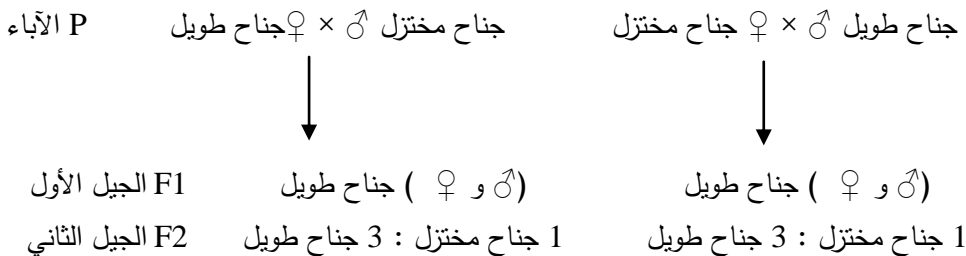 جناح طويل ♂ × ♀ جناح مختزل جناح مختزل ♂ × ♀جناح طويل P الآباء
(♂ و ♀ ) جناح طويل (♂ و ♀ ) جناح طويل F1 الجيل الأول
1 جناح مختزل : 3 جناح طويل 1 جناح مختزل : 3 جناح طويل F2 الجيل الثاني